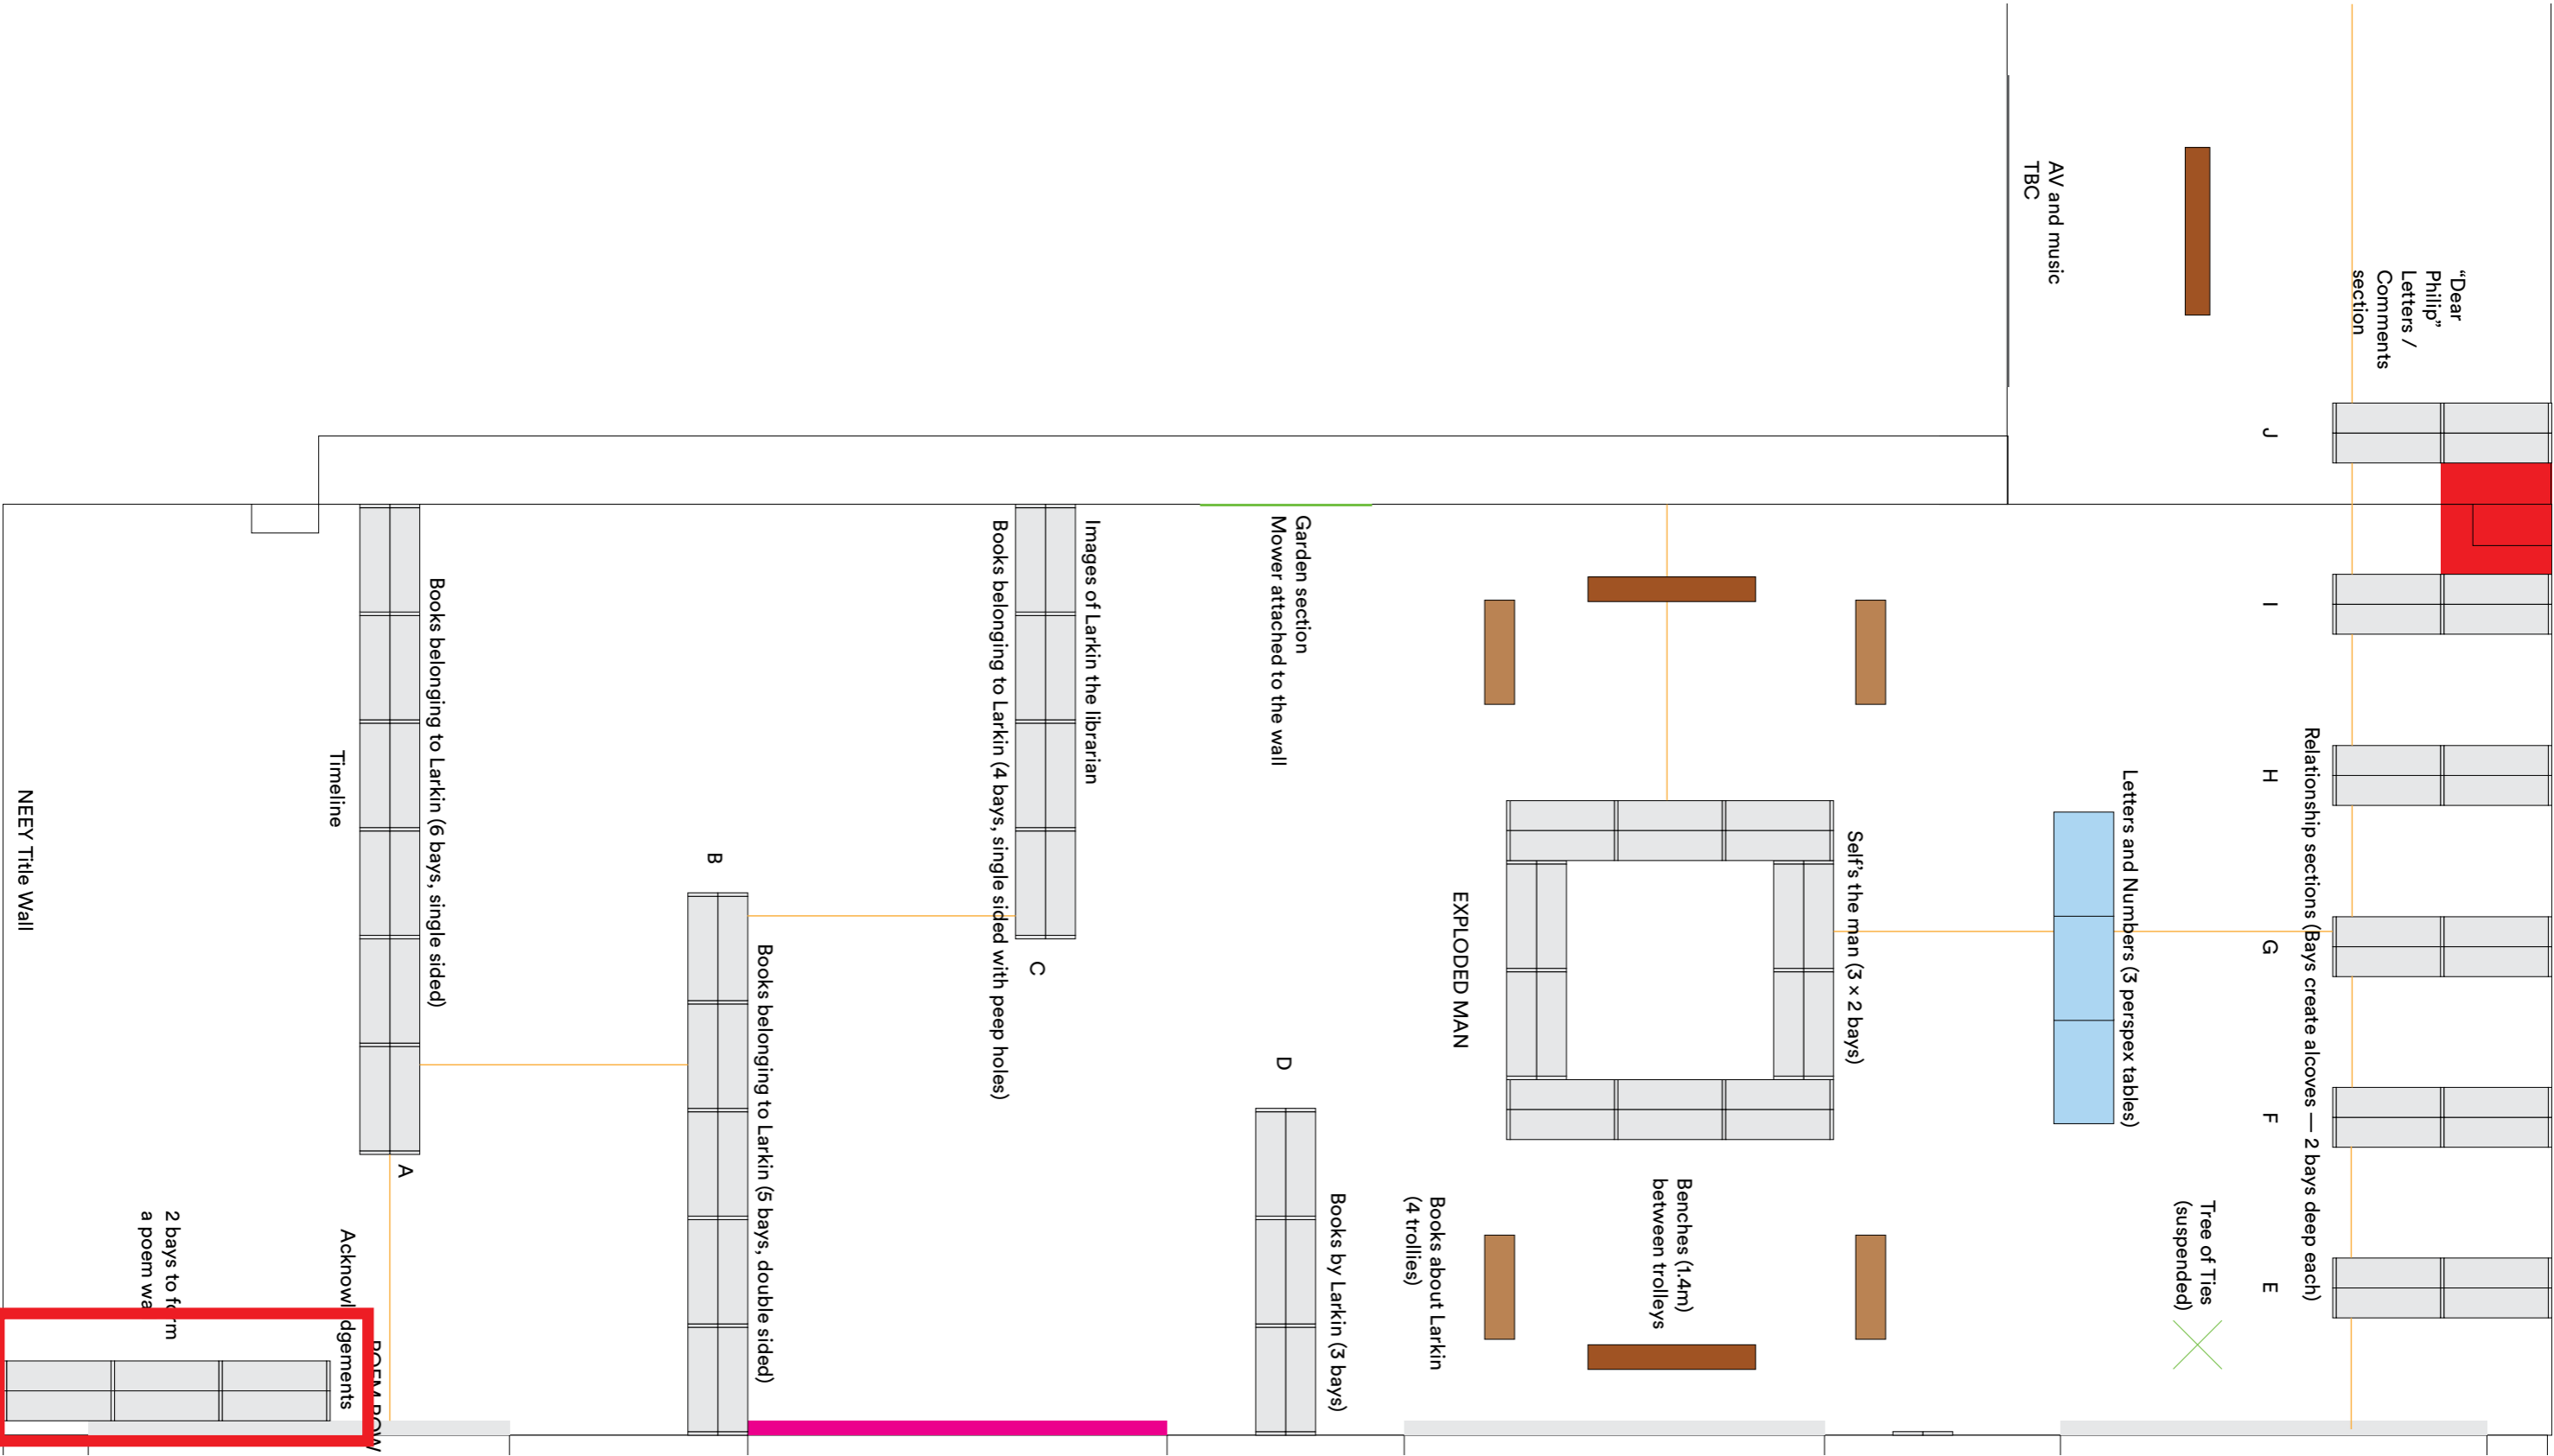 AV and music
TBC
“Dear
Philip”
Letters /
Comments
section
J
I
H
G
F
E
Relationship sections (Bays create alcoves — 2 bays deep each)
Letters and Numbers (3 perspex tables)
Tree of Ties
(suspended)
Self's the man (3 × 2 bays)
EXPLODED MAN
Benches (1.4m)
between trolleys
Books about Larkin
(4 trollies)
Garden section
Mower attached to the wall
D
Books by Larkin (3 bays)
Images of Larkin the librarian
Books belonging to Larkin (4 bays, single sided with peep holes)
C
B
Books belonging to Larkin (5 bays, double sided)
Books belonging to Larkin (6 bays, single sided)
Timeline
A
NEEY Title Wall
2 bays to form
a poem wa
Acknowledgements
POEM ROW